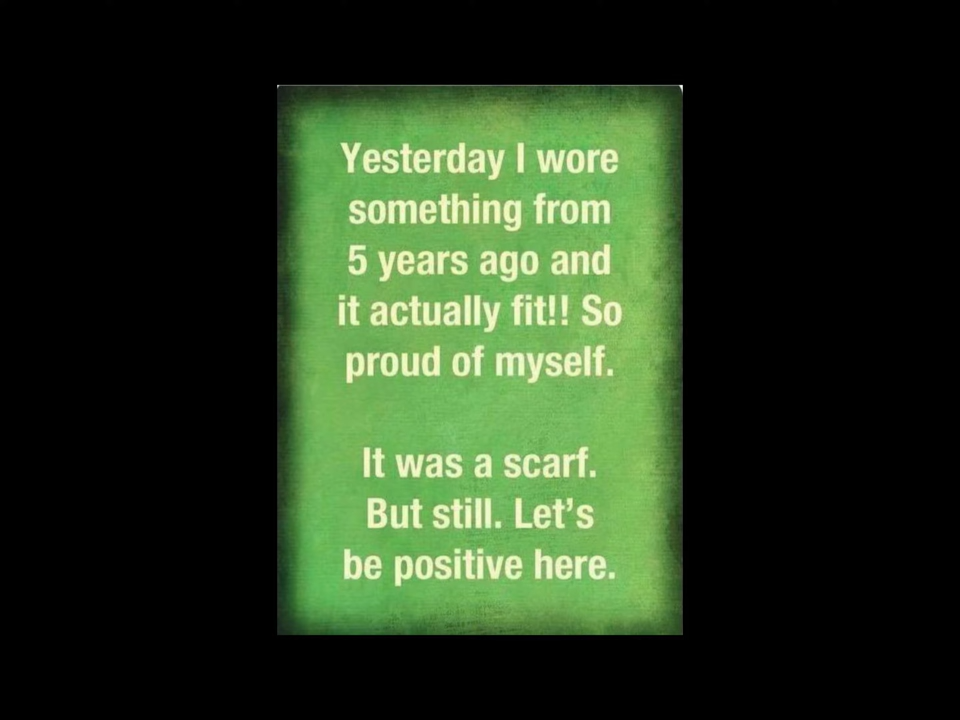 Yesterday I wore
something from
5 years ago and
it actually fit!! So
proud of myself.
It was a scarf.
But still. Let’s
be positive here.